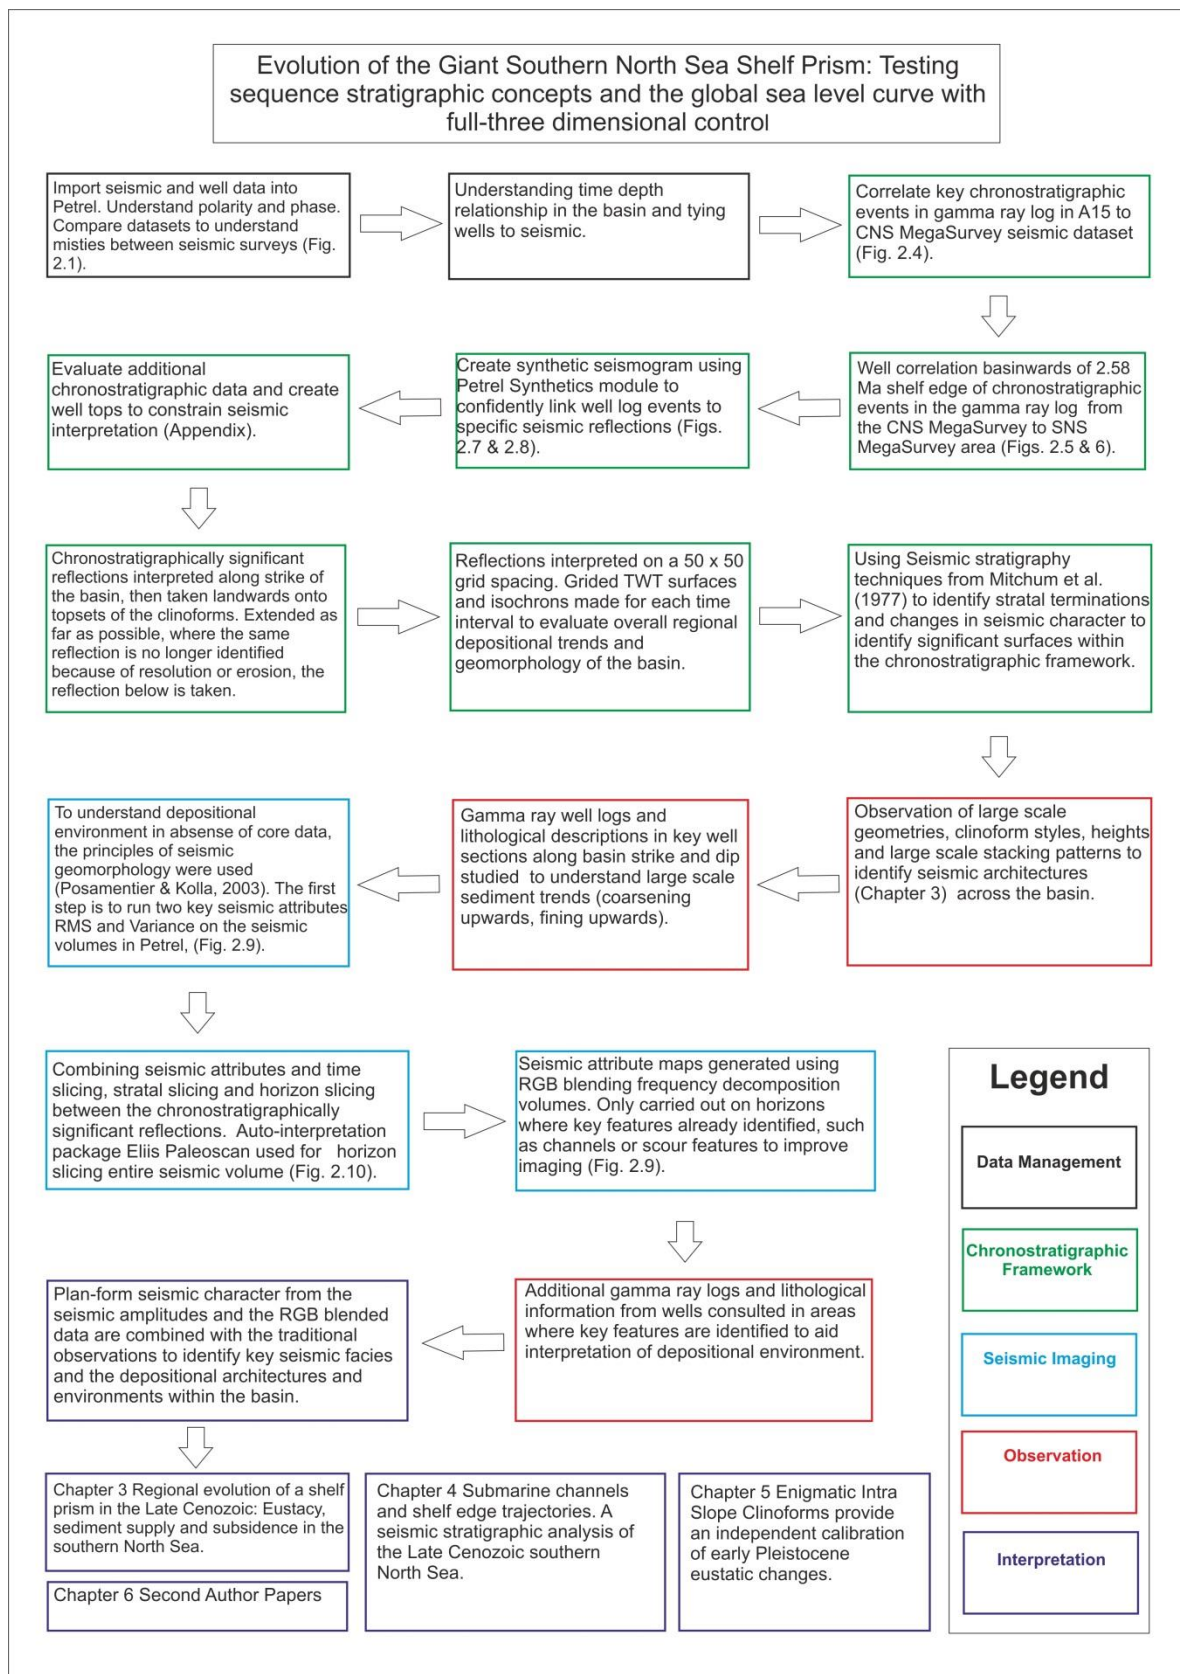 Evolution of the Giant Southern North Sea Shelf Prism: Testing
sequence stratigraphic concepts and the global sea level curve with
full-three dimensional control
Import seismic and well data into
Petrel. Understand polarity and phase.
Compare datasets to understand
misties between seismic surveys (Fig.
2.1).
Understanding time depth
relationship in the basin and tying
wells to seismic.
Correlate key chronostratigraphic
events in gamma ray log in A15 to
CNS MegaSurvey seismic dataset
(Fig. 2.4).
Evaluate additional
chronostratigraphic data and create
well tops to constrain seismic
interpretation (Appendix).
Create synthetic seismogram using
Petrel Synthetics module to
confidently link well log events to
specific seismic reflections (Figs.
2.7 & 2.8).
Well correlation basinwards of 2.58
Ma shelf edge of chronostratigraphic
events in the gamma ray log from
the CNS MegaSurvey to SNS
MegaSurvey area (Figs. 2.5 & 6).
Chronostratigraphically significant
reflections interpreted along strike of
the basin, then taken landwards onto
topsets of the clinoforms. Extended as
far as possible, where the same
reflection is no longer identified
because of resolution or erosion, the
reflection below is taken.
Reflections interpreted on a 50 x 50
grid spacing. Grided TWT surfaces
and isochrons made for each time
interval to evaluate overall regional
depositional trends and
geomorphology of the basin.
Using Seismic stratigraphy
techniques from Mitchum et al.
(1977) to identify stratal terminations
and changes in seismic character to
identify significant surfaces within
the chronostratigraphic framework.
To understand depositional
environment in absense of core data,
the principles of seismic
geomorphology were used
(Posamentier & Kolla, 2003). The first
step is to run two key seismic attributes
RMS and Variance on the seismic
volumes in Petrel, (Fig. 2.9).
Gamma ray well logs and
lithological descriptions in key well
sections along basin strike and dip
studied to understand large scale
sediment trends (coarsening
upwards, fining upwards).
Observation of large scale
geometries, clinoform styles, heights
and large scale stacking patterns to
identify seismic architectures
(Chapter 3) across the basin.
Combining seismic attributes and time
slicing, stratal slicing and horizon slicing
between the chronostratigraphically
significant reflections. Auto-interpretation
package Eliis Paleoscan used for horizon
slicing entire seismic volume (Fig. 2.10).
Seismic attribute maps generated using
RGB blending frequency decomposition
volumes. Only carried out on horizons
where key features already identified, such
as channels or scour features to improve
imaging (Fig. 2.9).
Plan-form seismic character from the
seismic amplitudes and the RGB blended
data are combined with the traditional
observations to identify key seismic facies
and the depositional architectures and
environments within the basin.
Additional gamma ray logs and lithological
information from wells consulted in areas
where key features are identified to aid
interpretation of depositional environment.
Chapter 3 Regional evolution of a shelf
prism in the Late Cenozoic: Eustacy,
sediment supply and subsidence in the
southern North Sea.
Chapter 6 Second Author Papers
Chapter 4 Submarine channels
and shelf edge trajectories. A
seismic stratigraphic analysis of
the Late Cenozoic southern
North Sea.
Chapter 5 Enigmatic Intra
Slope Clinoforms provide
an independent calibration
of early Pleistocene
eustatic changes.
Legend
Data Management
Chronostratigraphic
Framework
Seismic Imaging
Observation
Interpretation